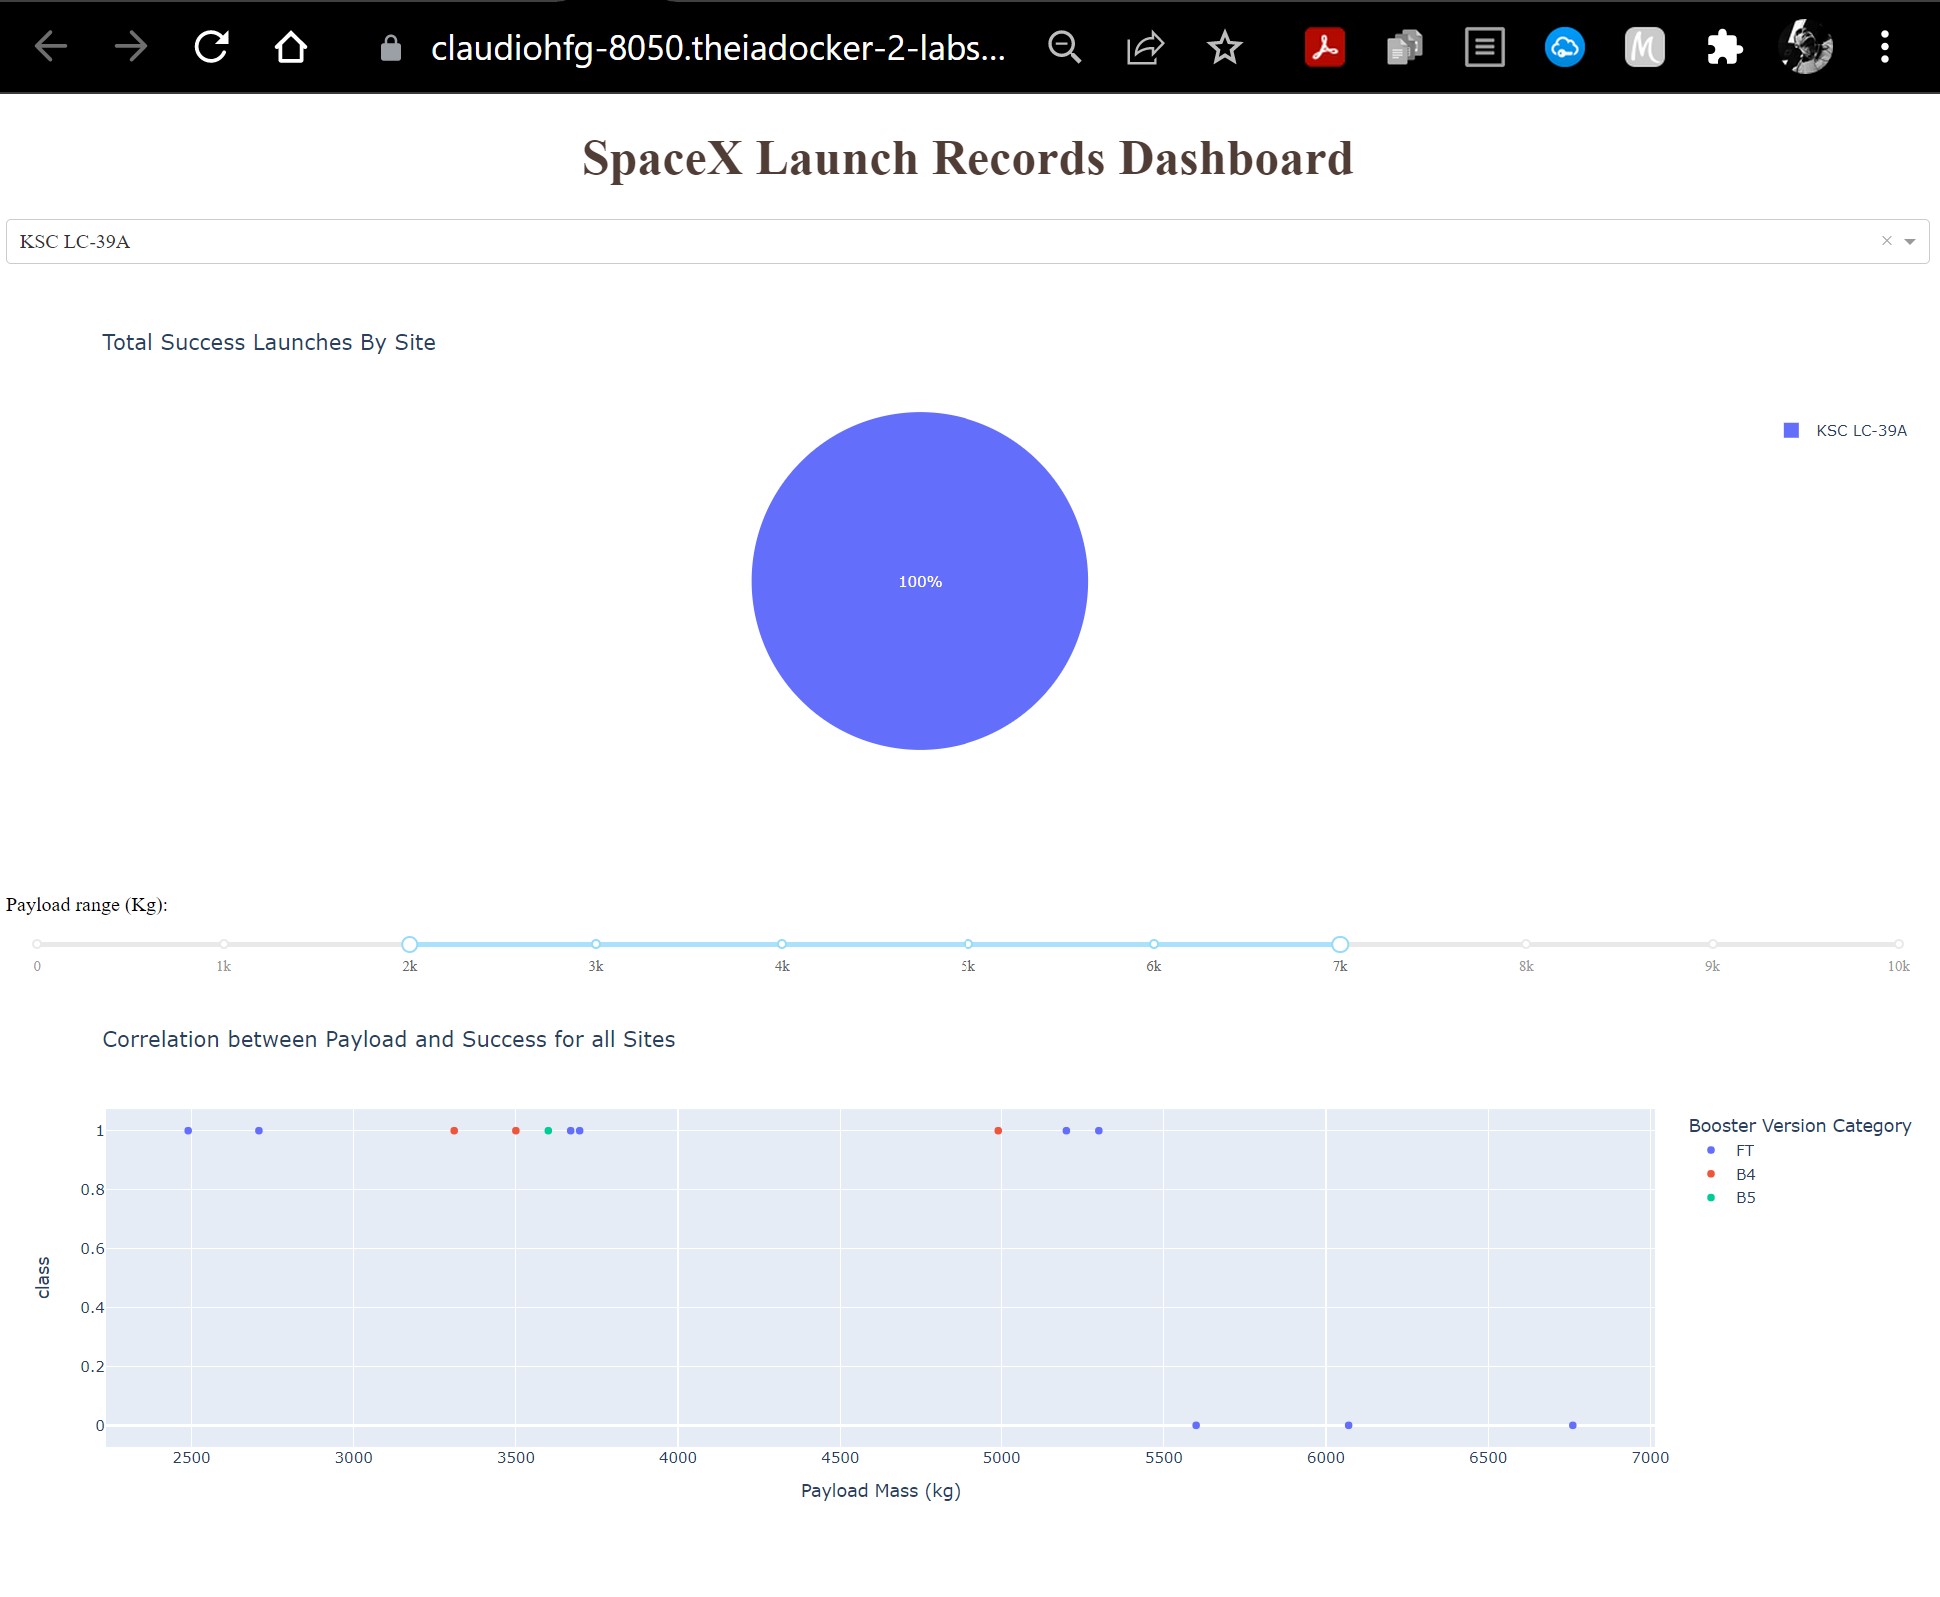 claudiohfg-8050.theiadocker-2-labs...
SpaceX Launch Records Dashboard
KSC LC-39A
Total Success Launches By Site
KSC LC-39A
100%
Payload range (Kg):
0 1k 2k 3k 4k 5k 6k 7k 8k 9k 10k
Correlation between Payload and Success for all Sites
Booster Version Category
FT
B4
B5
1
0.8
0.6
0.4
0.2
0
class
2500 3000 3500 4000 4500 5000 5500 6000 6500 7000
Payload Mass (kg)